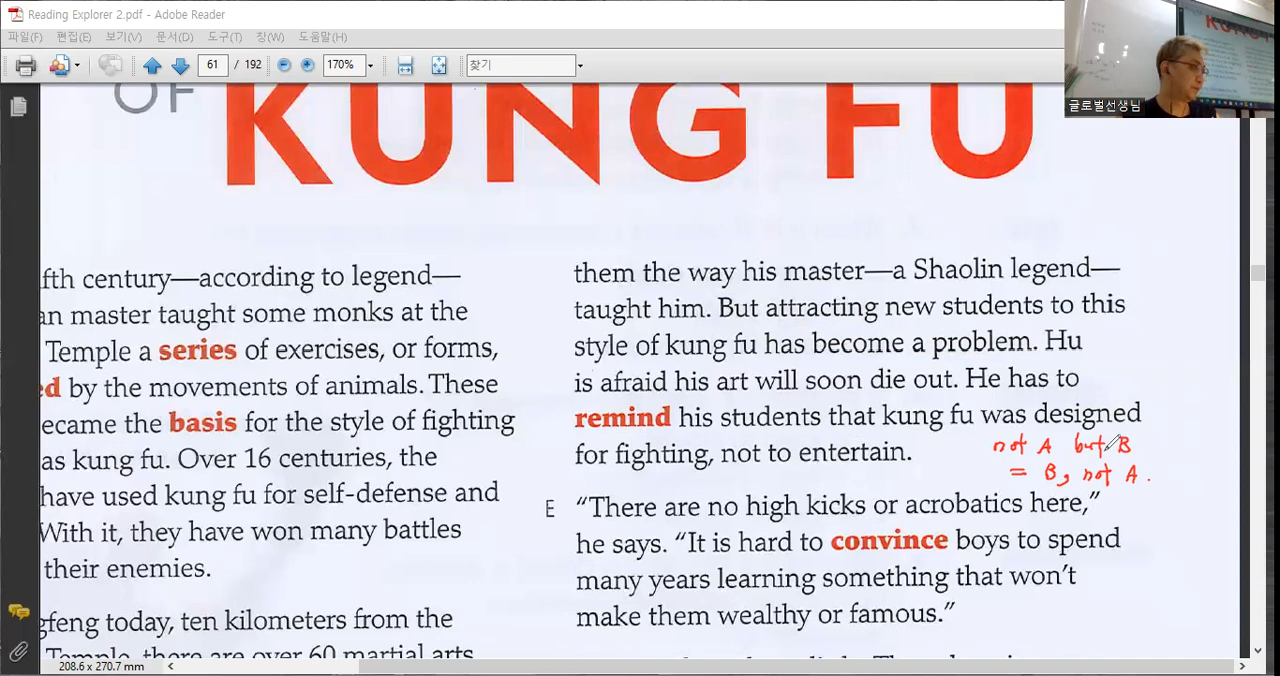 Reading Explorer 2.pdf - Adobe Reader
파일(F) 편집(E) 보기(V) 문서(D) 도구(T) 창(W) 도움말(H)
61 / 192 170% 찾기
글로벌선생님
OF KUNG FU
fth century—according to legend—
an master taught some monks at the
Temple a series of exercises, or forms,
ed by the movements of animals. These
ecame the basis for the style of fighting
as kung fu. Over 16 centuries, the
have used kung fu for self-defense and
With it, they have won many battles
their enemies.
gfeng today, ten kilometers from the
Temple, there are over 60 martial arts
them the way his master—a Shaolin legend—
taught him. But attracting new students to this
style of kung fu has become a problem. Hu
is afraid his art will soon die out. He has to
remind his students that kung fu was designed
for fighting, not to entertain.
not A but B
= B, not A.
E “There are no high kicks or acrobatics here,”
he says. “It is hard to convince boys to spend
many years learning something that won’t
make them wealthy or famous.”
208.6 x 270.7 mm